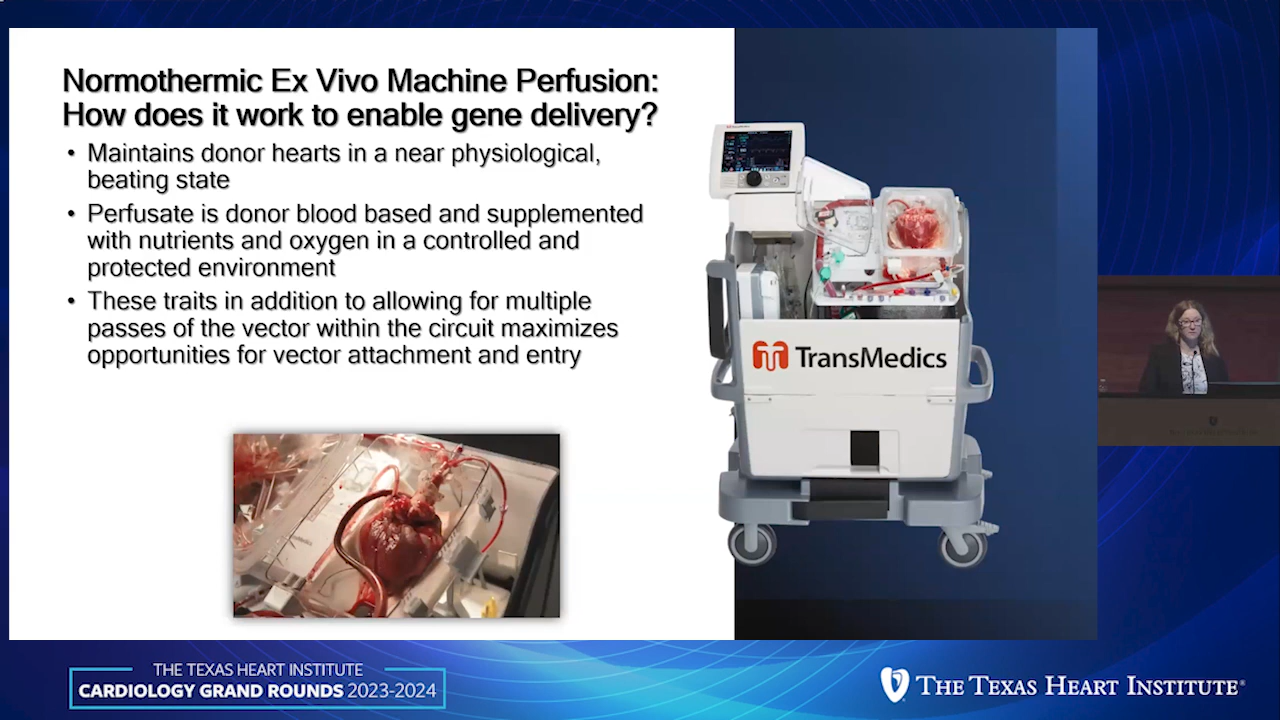 Normothermic Ex Vivo Machine Perfusion:
How does it work to enable gene delivery?
• Maintains donor hearts in a near physiological,
beating state
• Perfusate is donor blood based and supplemented
with nutrients and oxygen in a controlled and
protected environment
• These traits in addition to allowing for multiple
passes of the vector within the circuit maximizes
opportunities for vector attachment and entry
TransMedics
THE TEXAS HEART INSTITUTE
CARDIOLOGY GRAND ROUNDS 2023-2024
THE TEXAS HEART INSTITUTE®